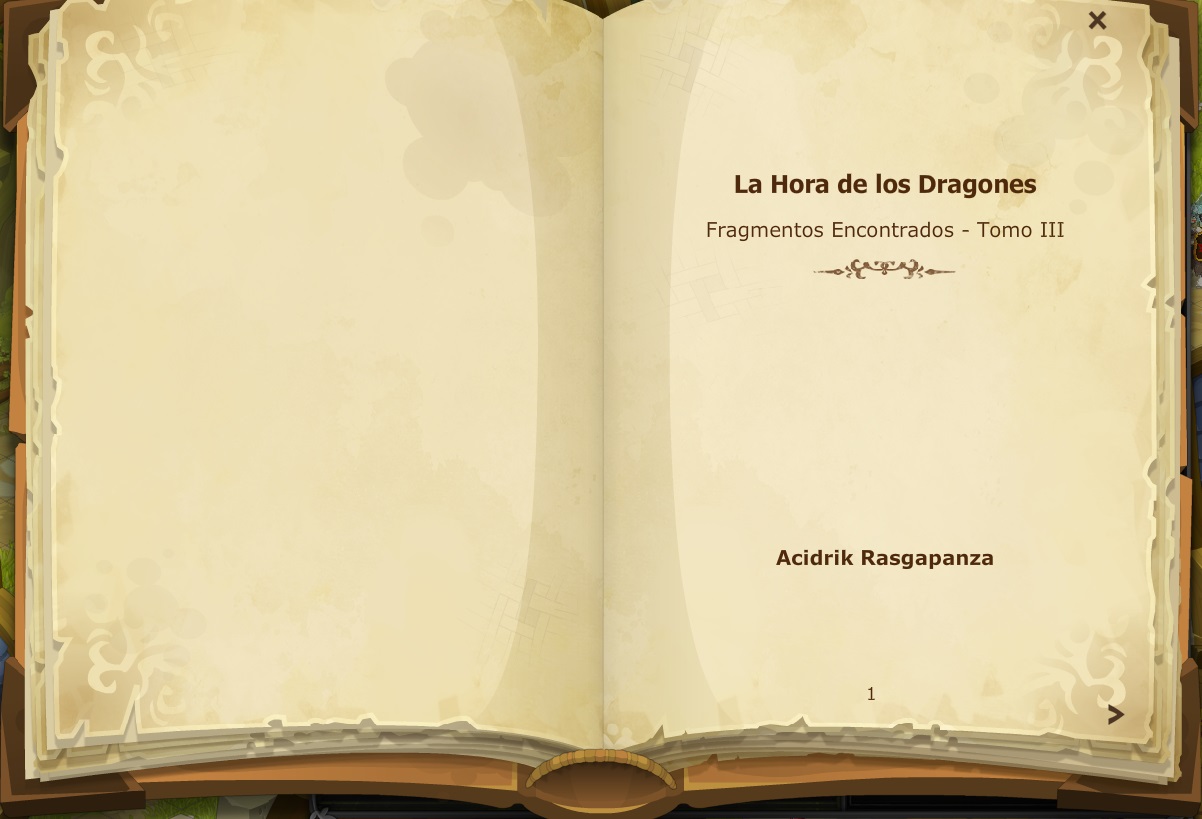 La Hora de los Dragones
Fragmentos Encontrados - Tomo III
Acidrik Rasgapanza
1